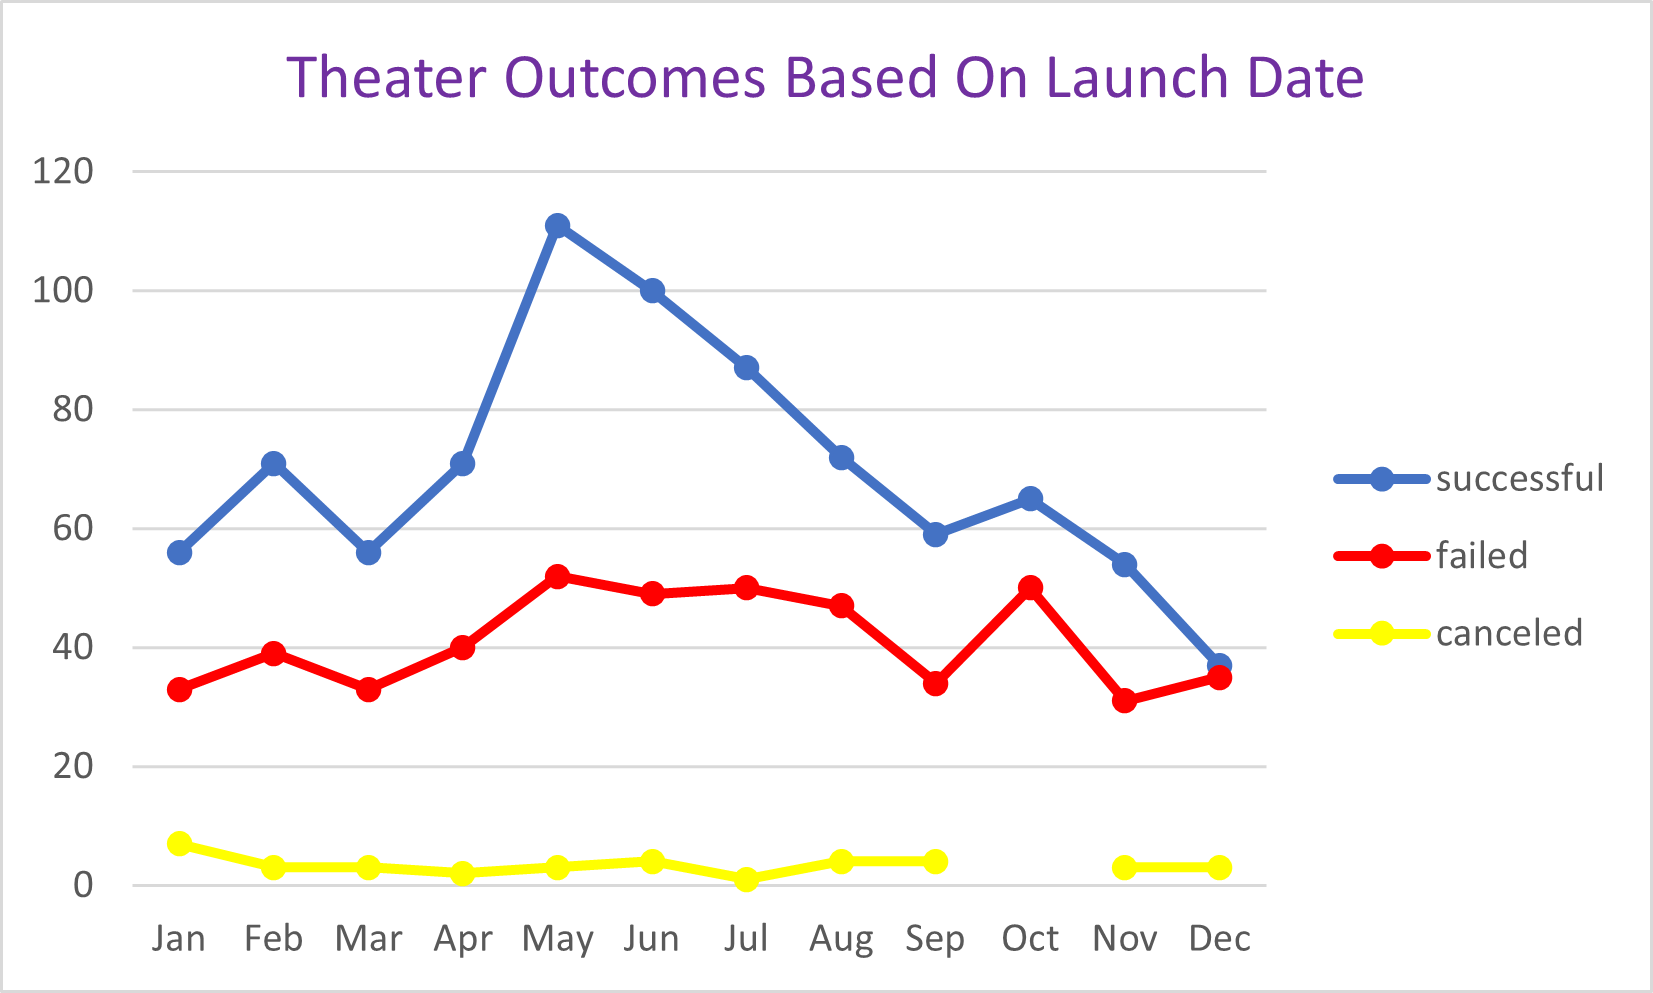 Theater Outcomes Based On Launch Date
120
100
80
60
40
20
0
Jan Feb Mar Apr May Jun Jul Aug Sep Oct Nov Dec
successful
failed
canceled